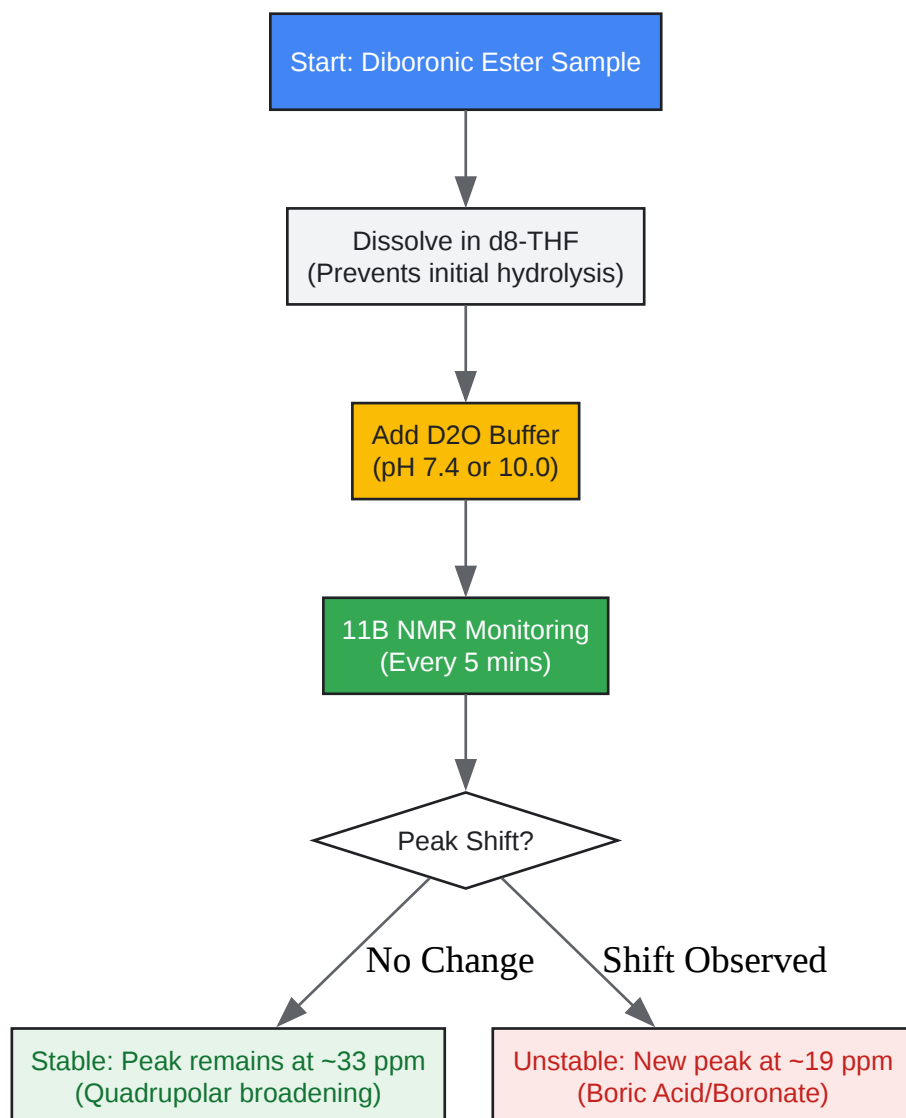 Start: Diboronic Ester Sample
Dissolve in d8-THF
(Prevents initial hydrolysis)
Add D2O Buffer
(pH 7.4 or 10.0)
11B NMR Monitoring
(Every 5 mins)
Peak Shift?
No Change
Shift Observed
Stable: Peak remains at ~33 ppm
(Quadrupolar broadening)
Unstable: New peak at ~19 ppm
(Boric Acid/Boronate)